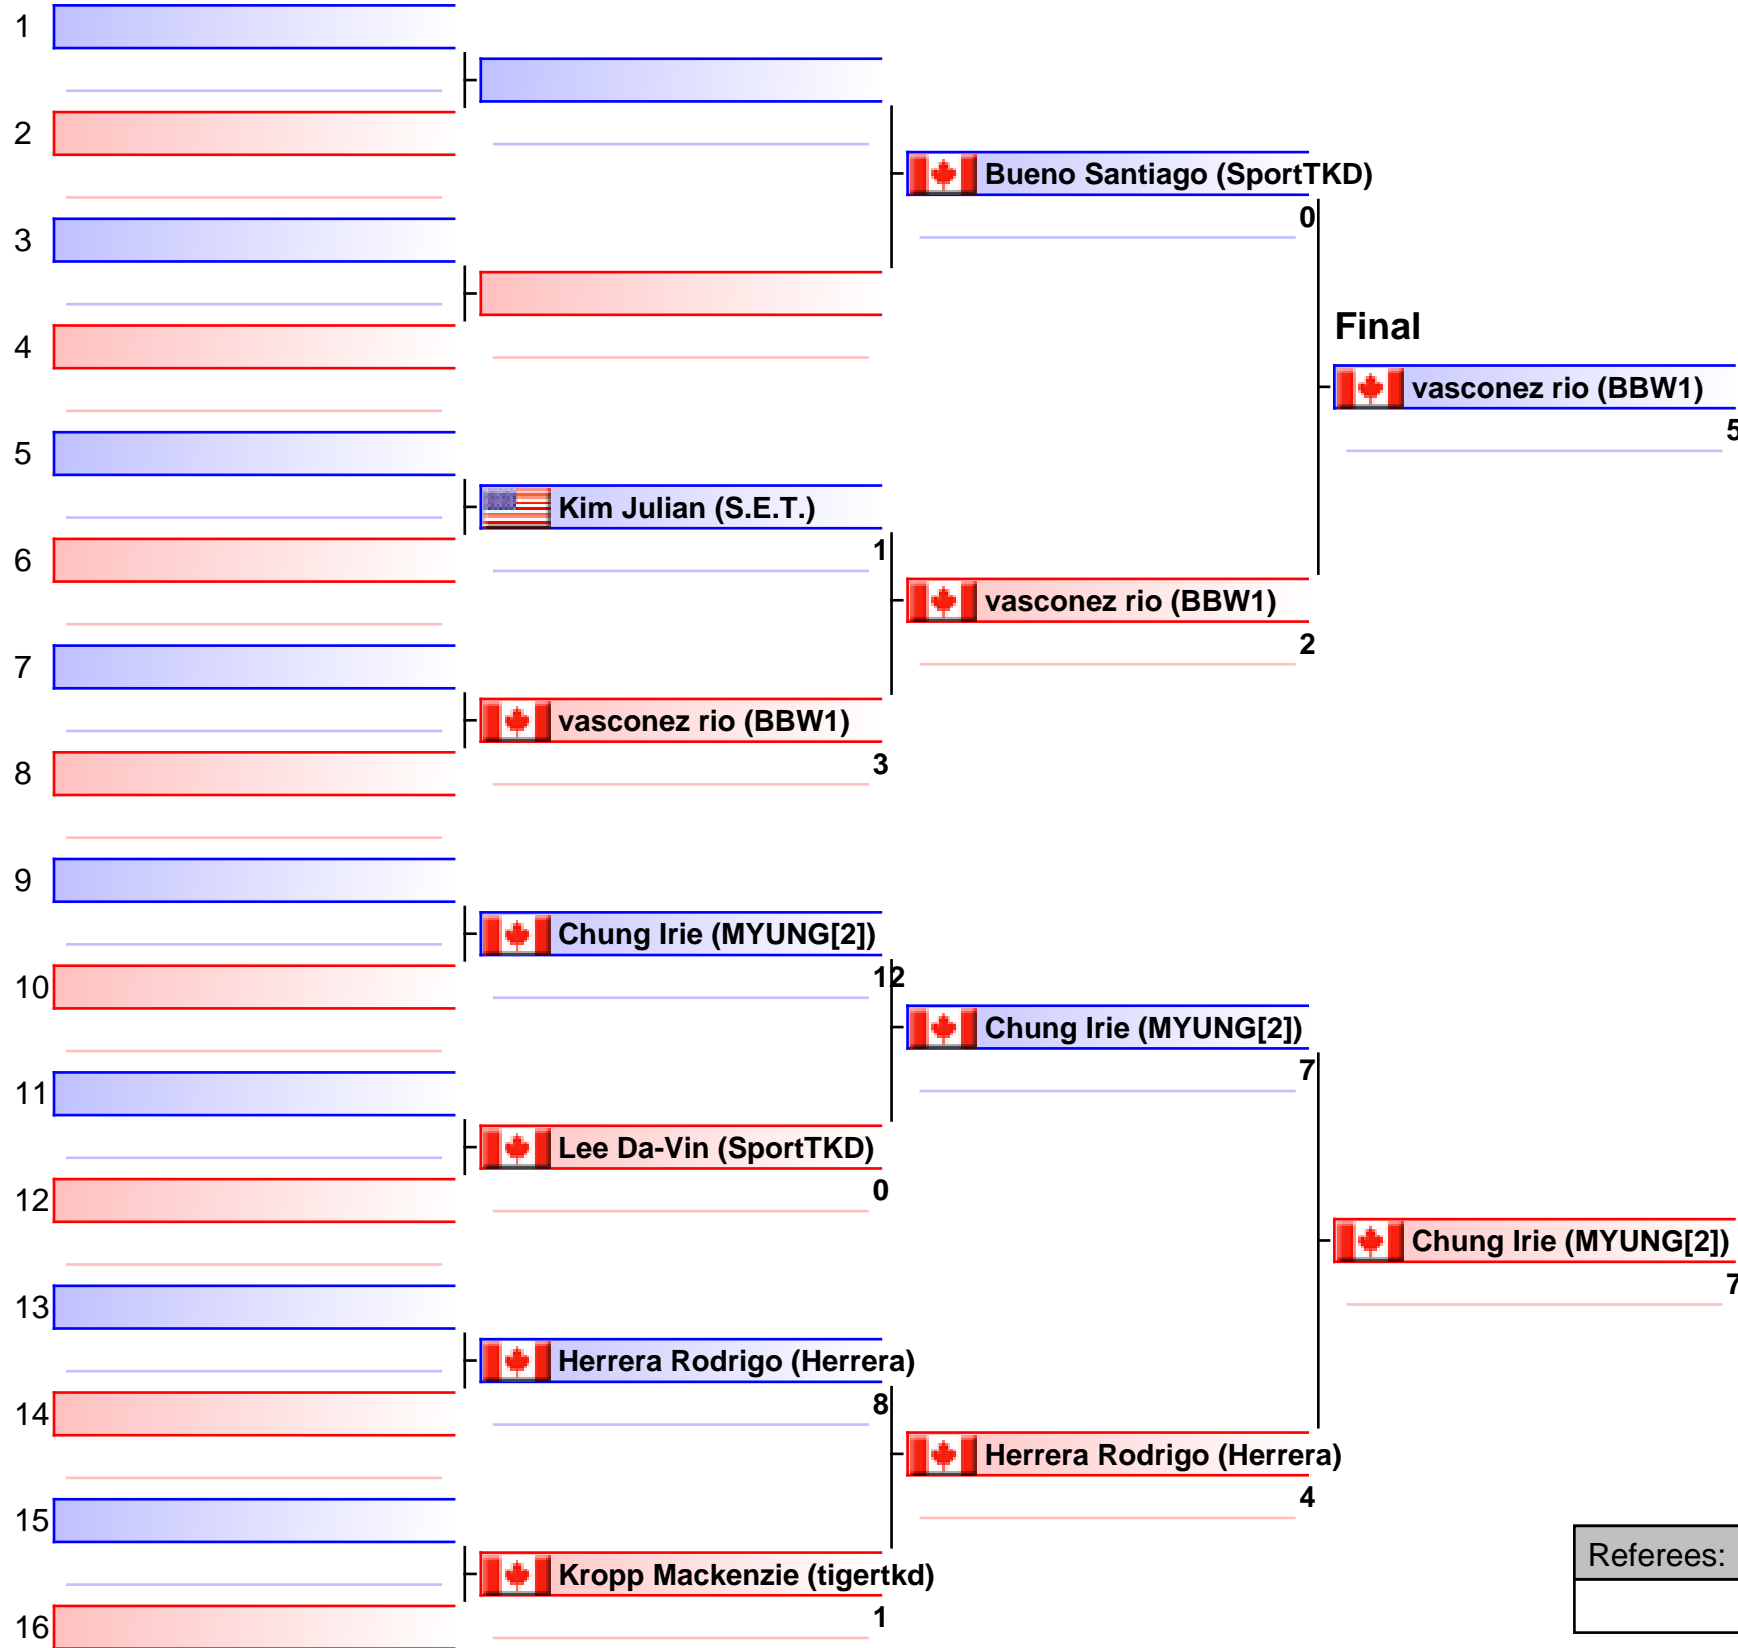 1
2
Bueno Santiago (SportTKD)
0
3
Final
4
vasconez rio (BBW1)
5
5
Kim Julian (S.E.T.)
1
6
vasconez rio (BBW1)
2
7
vasconez rio (BBW1)
3
8
9
Chung Irie (MYUNG[2])
12
10
Chung Irie (MYUNG[2])
7
11
Lee Da-Vin (SportTKD)
0
12
Chung Irie (MYUNG[2])
7
13
Herrera Rodrigo (Herrera)
8
14
Herrera Rodrigo (Herrera)
4
15
Referees:
Kropp Mackenzie (tigertkd)
1
16